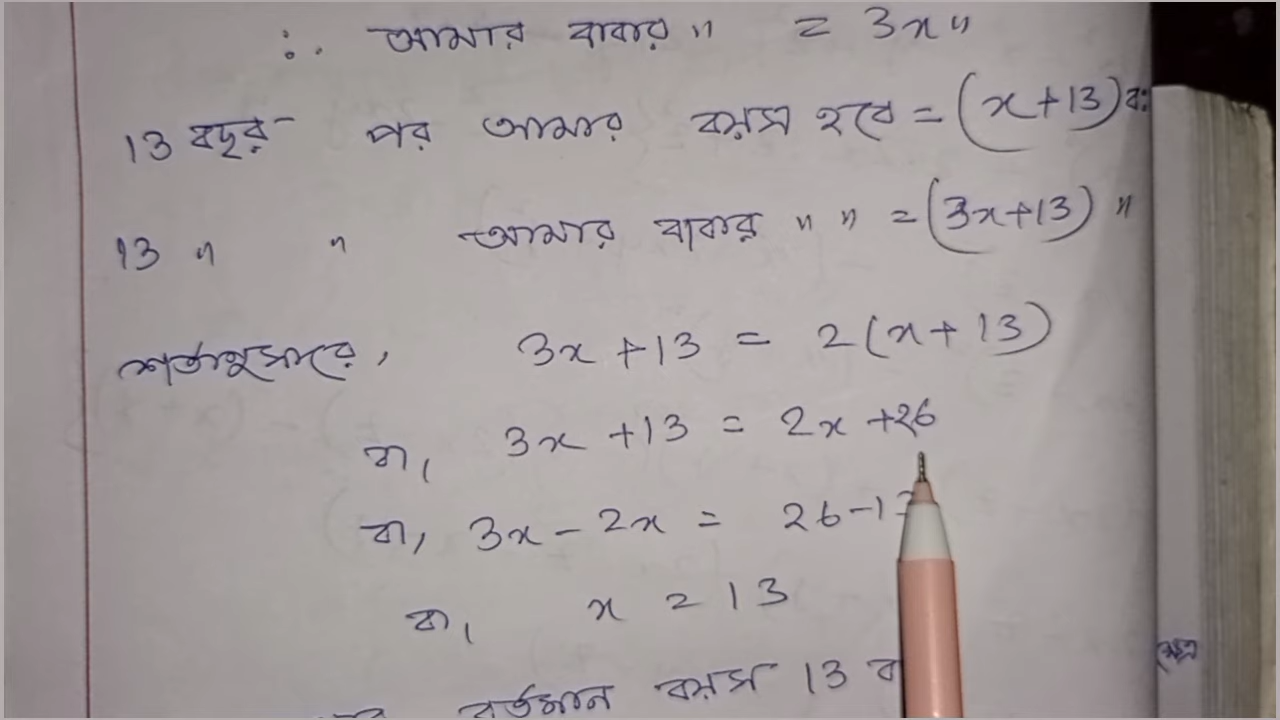 ∴ আমার বাবার " = 3x "
13 বছর পর আমার বয়স হবে = (x+13) ব:
13 " " আমার বাবার " " = (3x+13) "
শর্তানুসারে, 3x+13 = 2(x+13)
বা, 3x+13 = 2x+26
বা, 3x-2x = 26-13
বা, x = 13
বর্তমান বয়স 13